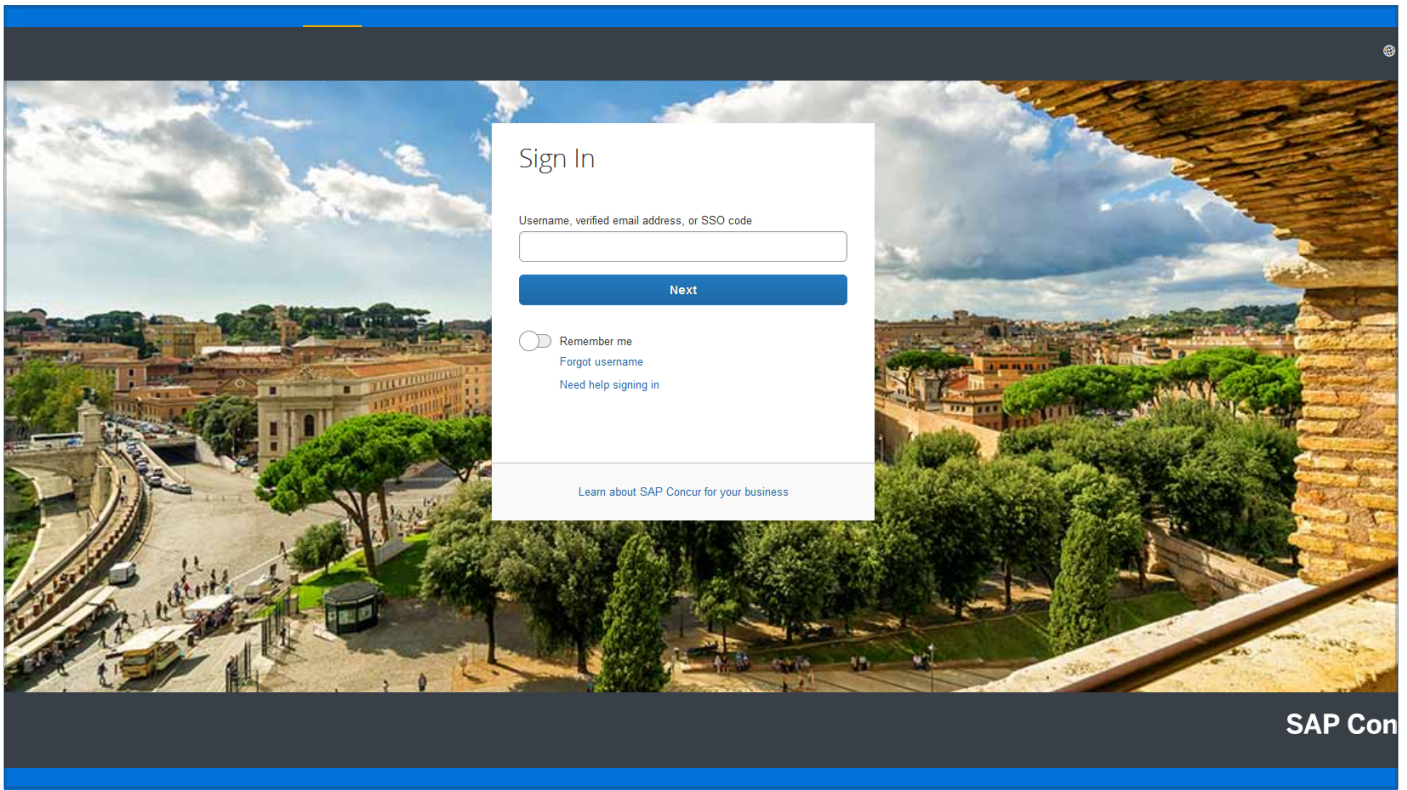 Sign In
Username, verified email address, or SSO code
Next
Remember me
Forgot username
Need help signing in
Learn about SAP Concur for your business
SAP Con